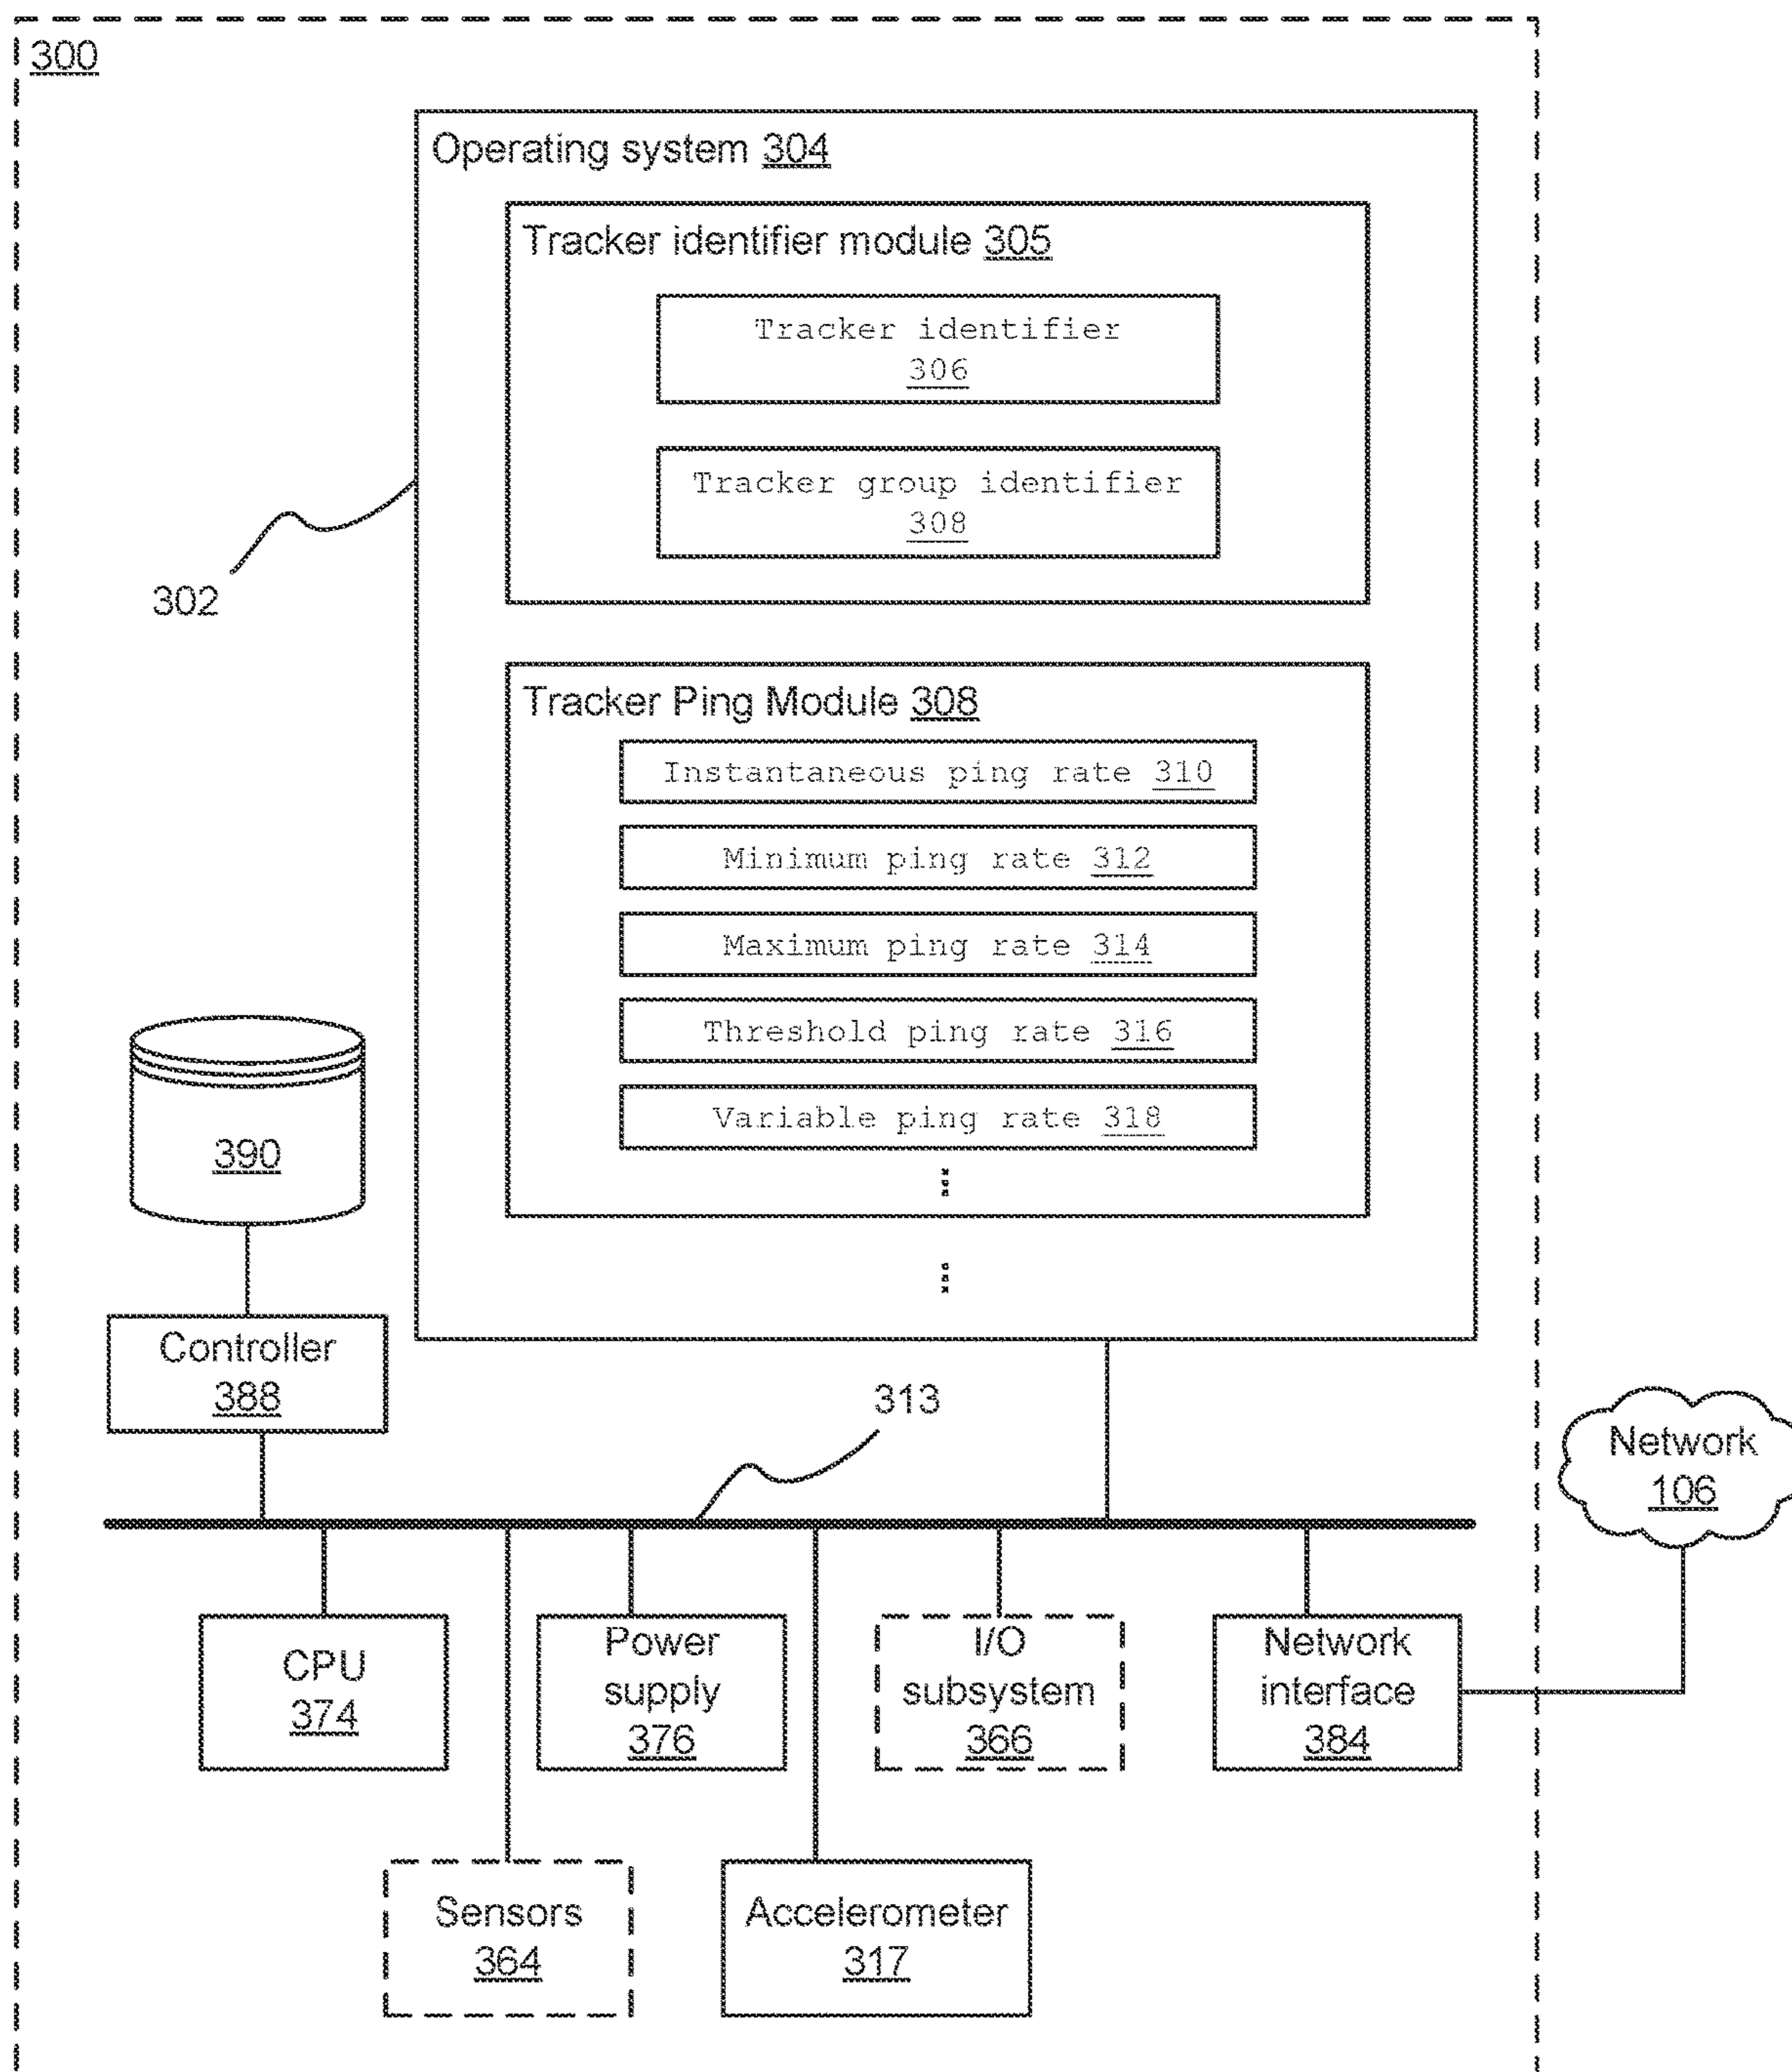 300
Operating system 304
Tracker identifier module 305
Tracker identifier
306
Tracker group identifier
308
302
Tracker Ping Module 308
Instantaneous ping rate 310
Minimum ping rate 312
Maximum ping rate 314
Threshold ping rate 316
Variable ping rate 318
390
Controller
388
313
Network
106
CPU
374
Power
supply
376
I/O
subsystem
366
Network
interface
384
Sensors
364
Accelerometer
317